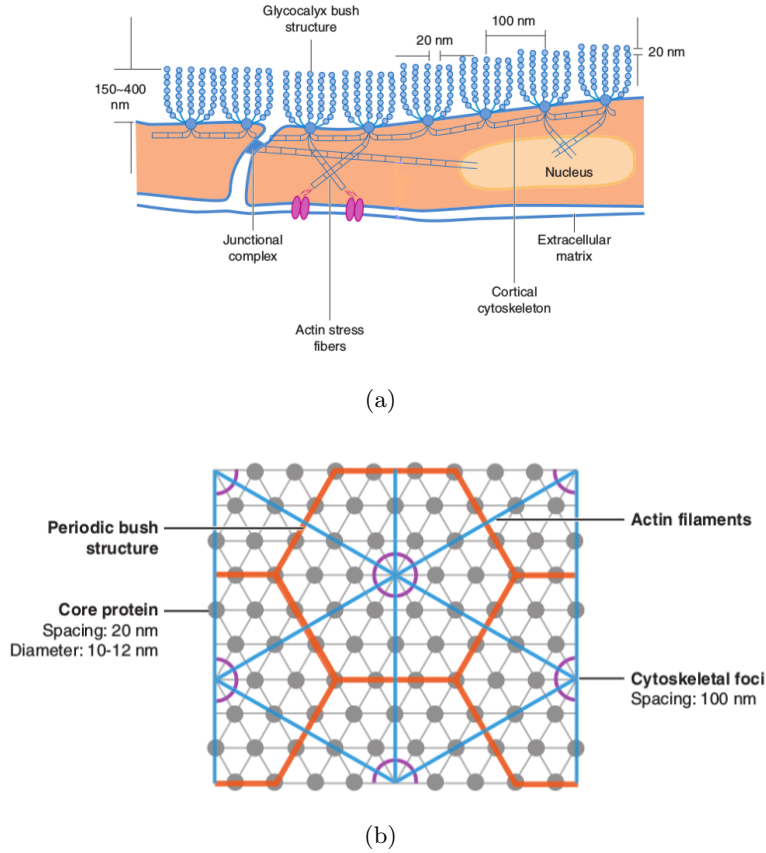 Glycocalyx bush
structure
100 nm
20 nm
20 nm
150~400
nm
Nucleus
Junctional
complex
Extracellular
matrix
Cortical
cytoskeleton
Actin stress
fibers
(a)
Periodic bush
structure
Actin filaments
Core protein
Spacing: 20 nm
Diameter: 10-12 nm
Cytoskeletal foci
Spacing: 100 nm
(b)